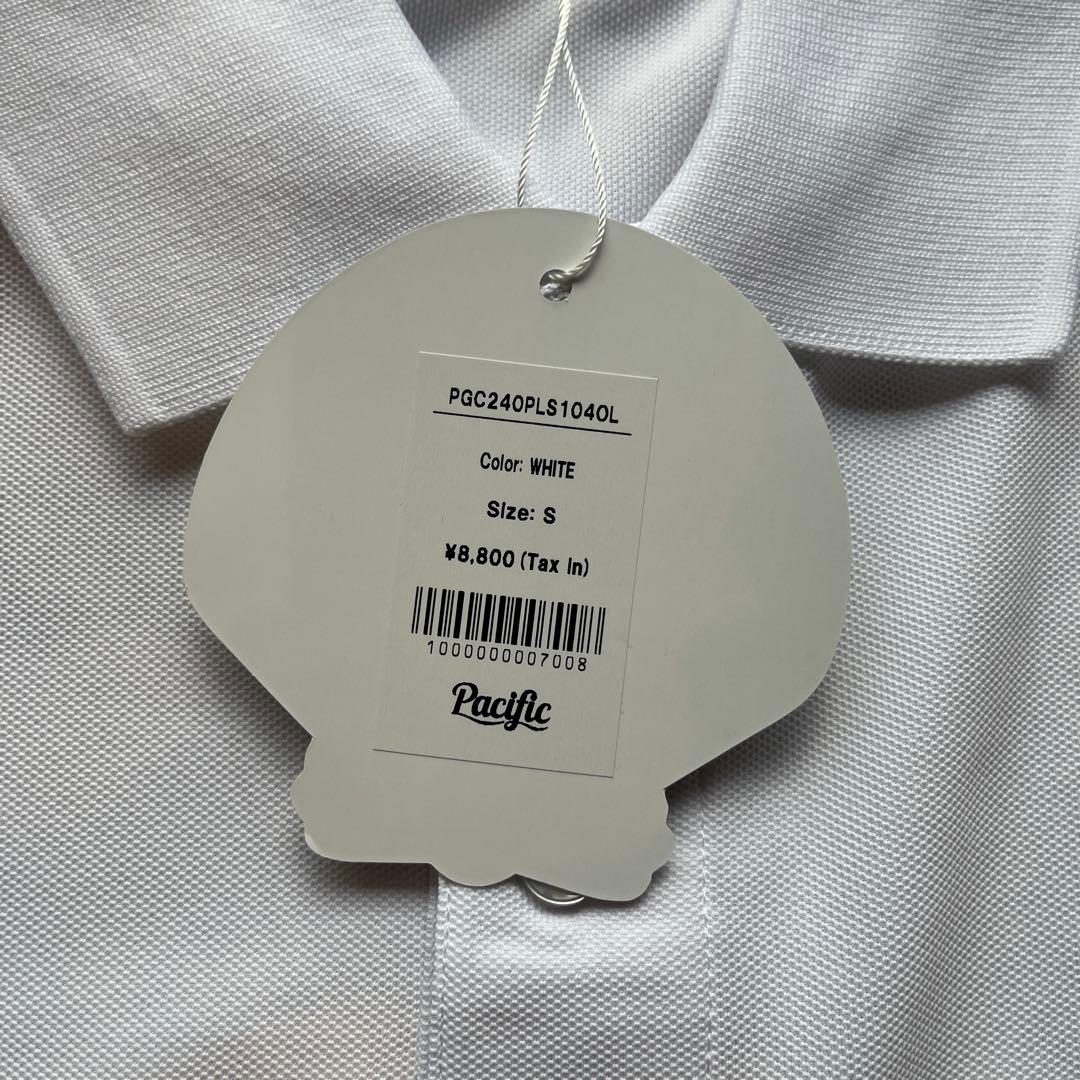 PGC240PLS1040L
Color: WHITE
Size: S
¥8,800 (Tax in)
1000000007008
Pacific